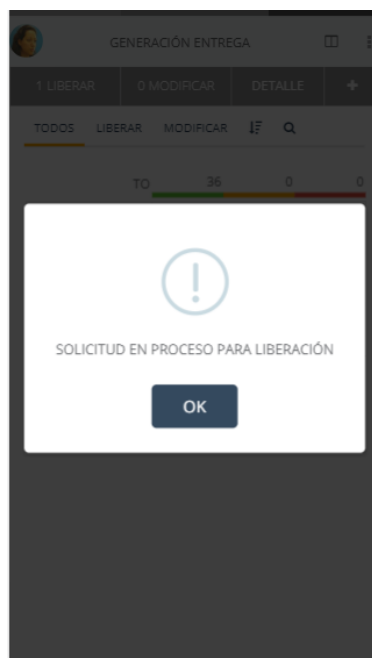 GENERACIÓN ENTREGA
1 LIBERAR 0 MODIFICAR DETALLE +
TODOS LIBERAR MODIFICAR
TO 36 0 0
SOLICITUD EN PROCESO PARA LIBERACIÓN
OK